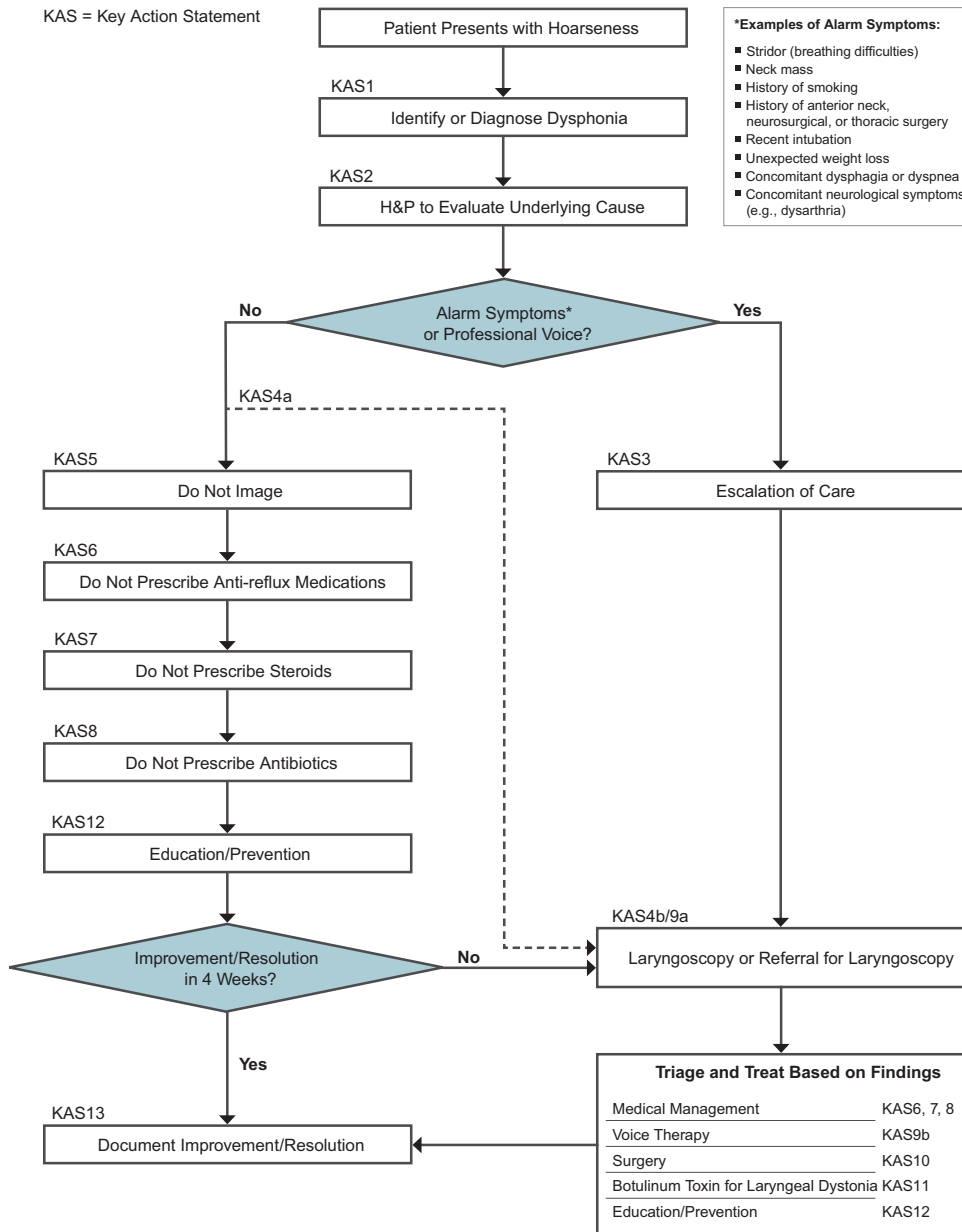 KAS = Key Action Statement
Patient Presents with Hoarseness
*Examples of Alarm Symptoms:
■ Stridor (breathing difficulties)
■ Neck mass
■ History of smoking
■ History of anterior neck,
neurosurgical, or thoracic surgery
■ Recent intubation
■ Unexpected weight loss
■ Concomitant dysphagia or dyspnea
■ Concomitant neurological symptoms
(e.g., dysarthria)
KAS1
Identify or Diagnose Dysphonia
KAS2
H&P to Evaluate Underlying Cause
Alarm Symptoms*
or Professional Voice?
No
Yes
KAS4a
KAS5
Do Not Image
KAS3
Escalation of Care
KAS6
Do Not Prescribe Anti-reflux Medications
KAS7
Do Not Prescribe Steroids
KAS8
Do Not Prescribe Antibiotics
KAS12
Education/Prevention
KAS4b/9a
Laryngoscopy or Referral for Laryngoscopy
Improvement/Resolution
in 4 Weeks?
No
Yes
KAS13
Document Improvement/Resolution
Triage and Treat Based on Findings
Medical Management KAS6, 7, 8
Voice Therapy KAS9b
Surgery KAS10
Botulinum Toxin for Laryngeal Dystonia KAS11
Education/Prevention KAS12